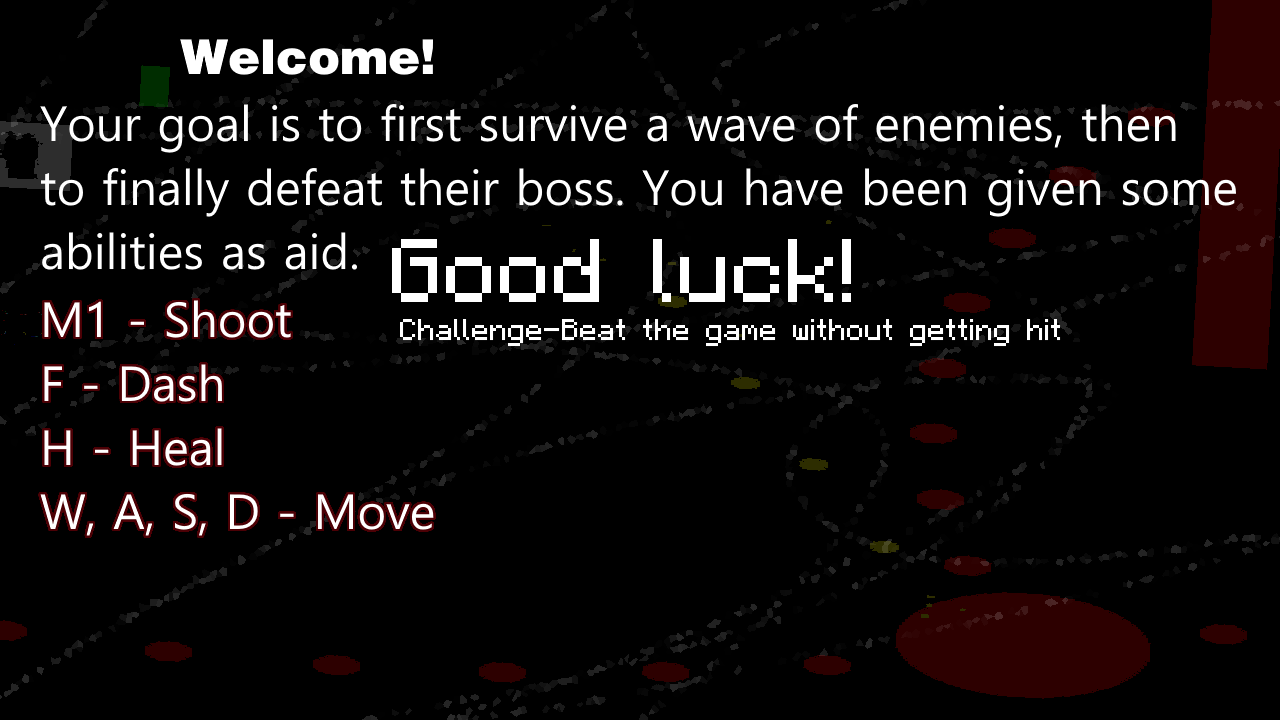 Welcome!
Your goal is to first survive a wave of enemies, then
to finally defeat their boss. You have been given some
abilities as aid.
Good luck!
M1 - Shoot
Challenge-Beat the game without getting hit
F - Dash
H - Heal
W, A, S, D - Move